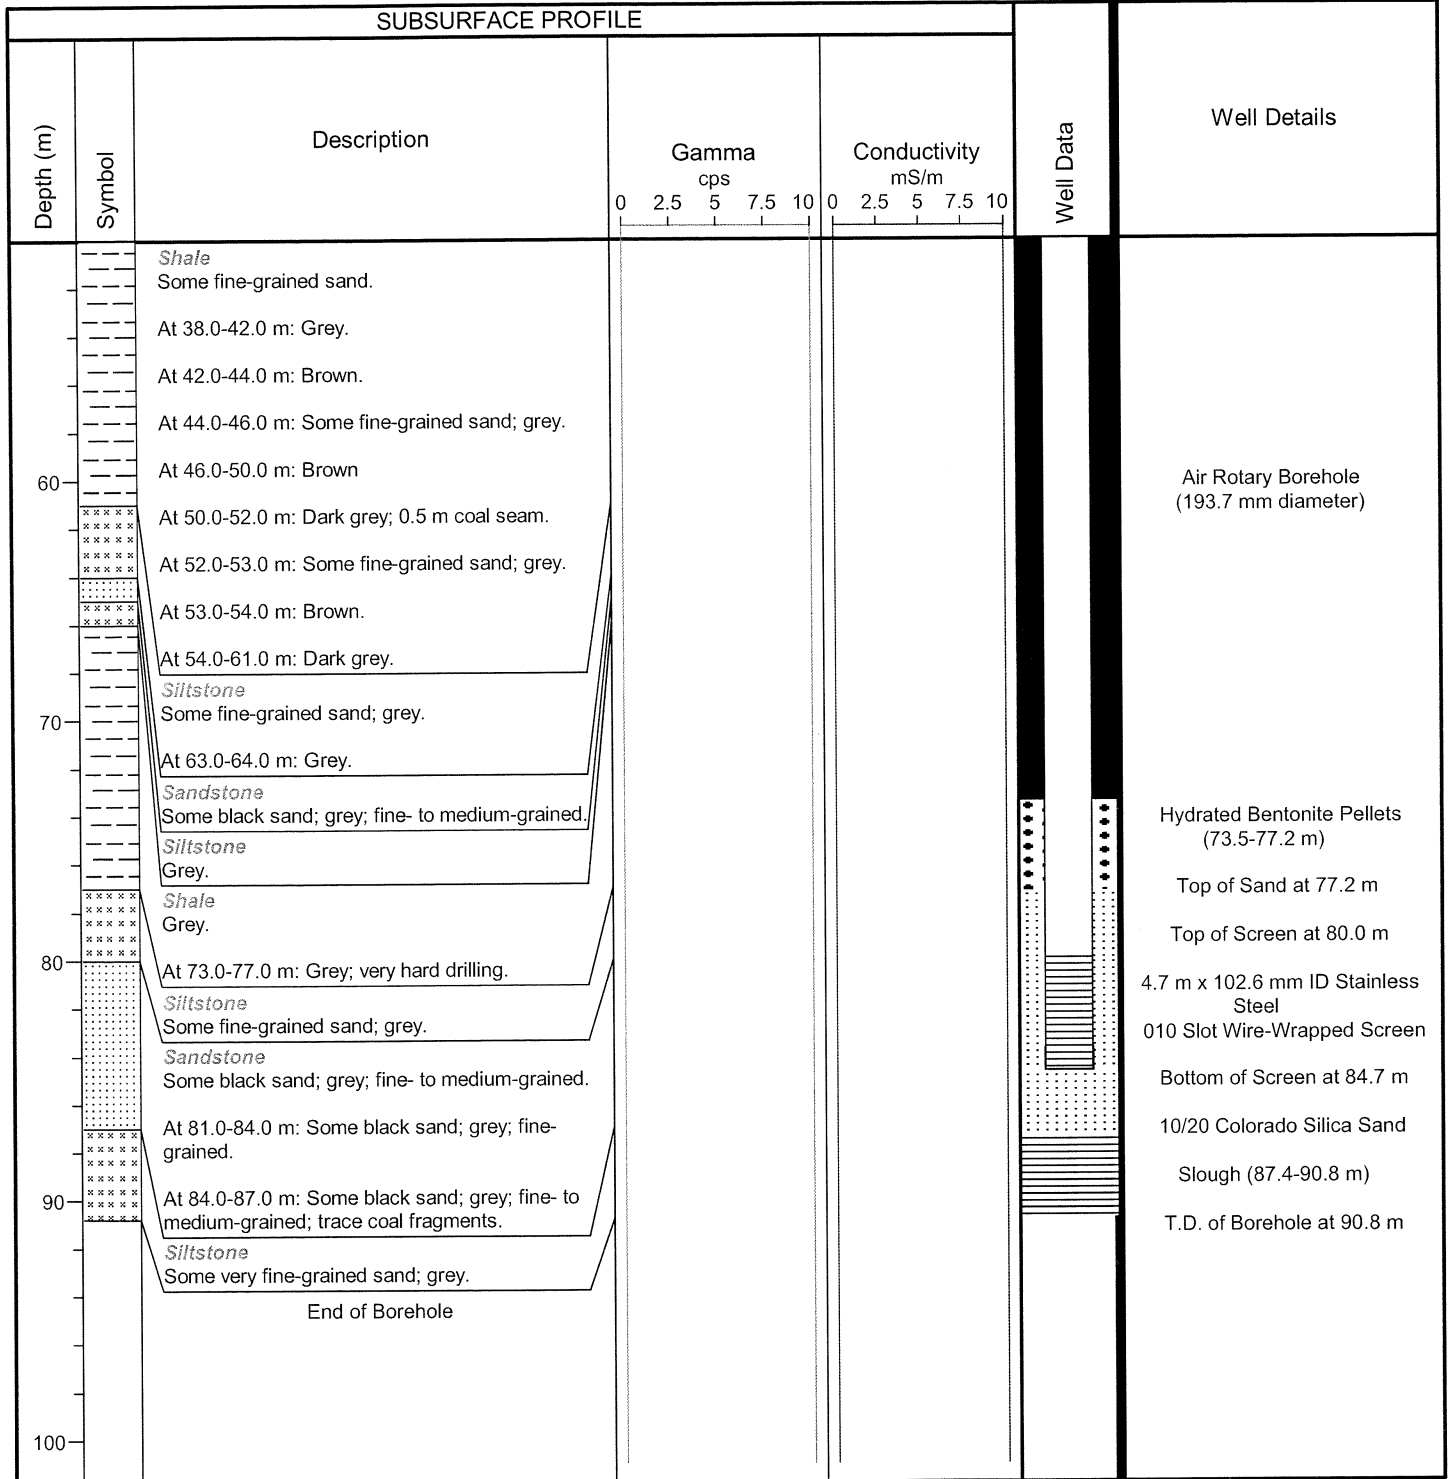 SUBSURFACE PROFILE
Depth (m)
Symbol
Description
Gamma
cps
0 2.5 5 7.5 10
Conductivity
mS/m
0 2.5 5 7.5 10
Well Data
Well Details
Shale
Some fine-grained sand.
At 38.0-42.0 m: Grey.
At 42.0-44.0 m: Brown.
At 44.0-46.0 m: Some fine-grained sand; grey.
At 46.0-50.0 m: Brown
60
At 50.0-52.0 m: Dark grey; 0.5 m coal seam.
At 52.0-53.0 m: Some fine-grained sand; grey.
At 53.0-54.0 m: Brown.
At 54.0-61.0 m: Dark grey.
Siltstone
Some fine-grained sand; grey.
70
At 63.0-64.0 m: Grey.
Sandstone
Some black sand; grey; fine- to medium-grained.
Siltstone
Grey.
Shale
Grey.
80
At 73.0-77.0 m: Grey; very hard drilling.
Siltstone
Some fine-grained sand; grey.
Sandstone
Some black sand; grey; fine- to medium-grained.
At 81.0-84.0 m: Some black sand; grey; fine-
grained.
90
At 84.0-87.0 m: Some black sand; grey; fine- to
medium-grained; trace coal fragments.
Siltstone
Some very fine-grained sand; grey.
End of Borehole
100
Air Rotary Borehole
(193.7 mm diameter)
Hydrated Bentonite Pellets
(73.5-77.2 m)
Top of Sand at 77.2 m
Top of Screen at 80.0 m
4.7 m x 102.6 mm ID Stainless
Steel
010 Slot Wire-Wrapped Screen
Bottom of Screen at 84.7 m
10/20 Colorado Silica Sand
Slough (87.4-90.8 m)
T.D. of Borehole at 90.8 m